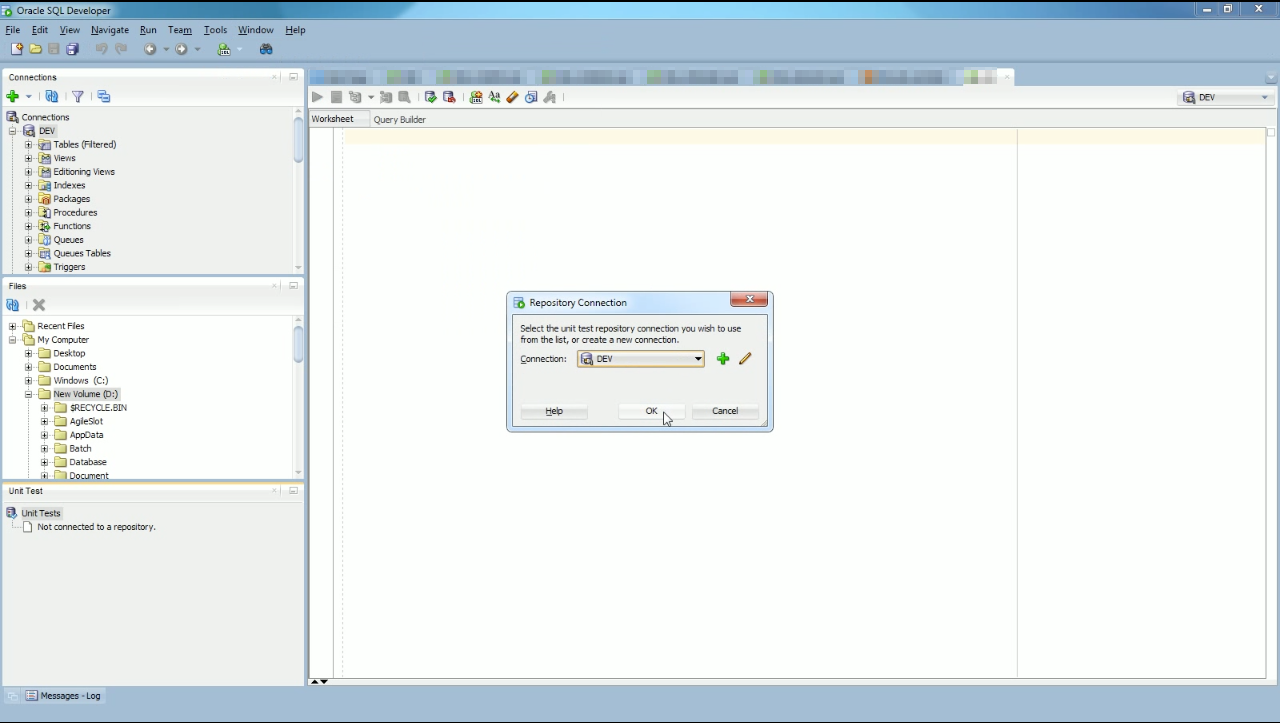 Oracle SQL Developer
File Edit View Navigate Run Team Tools Window Help
Connections
Connections
DEV
Tables (Filtered)
Views
Editioning Views
Indexes
Packages
Procedures
Functions
Queues
Queues Tables
Triggers
Files
Recent Files
My Computer
Desktop
Documents
Windows (C:)
New Volume (D:)
$RECYCLE.BIN
AgileSlot
AppData
Batch
Database
Document
Unit Test
Unit Tests
Not connected to a repository.
Messages - Log
DEV
Worksheet Query Builder
Repository Connection
Select the unit test repository connection you wish to use
from the list, or create a new connection.
Connection: DEV
Help OK Cancel